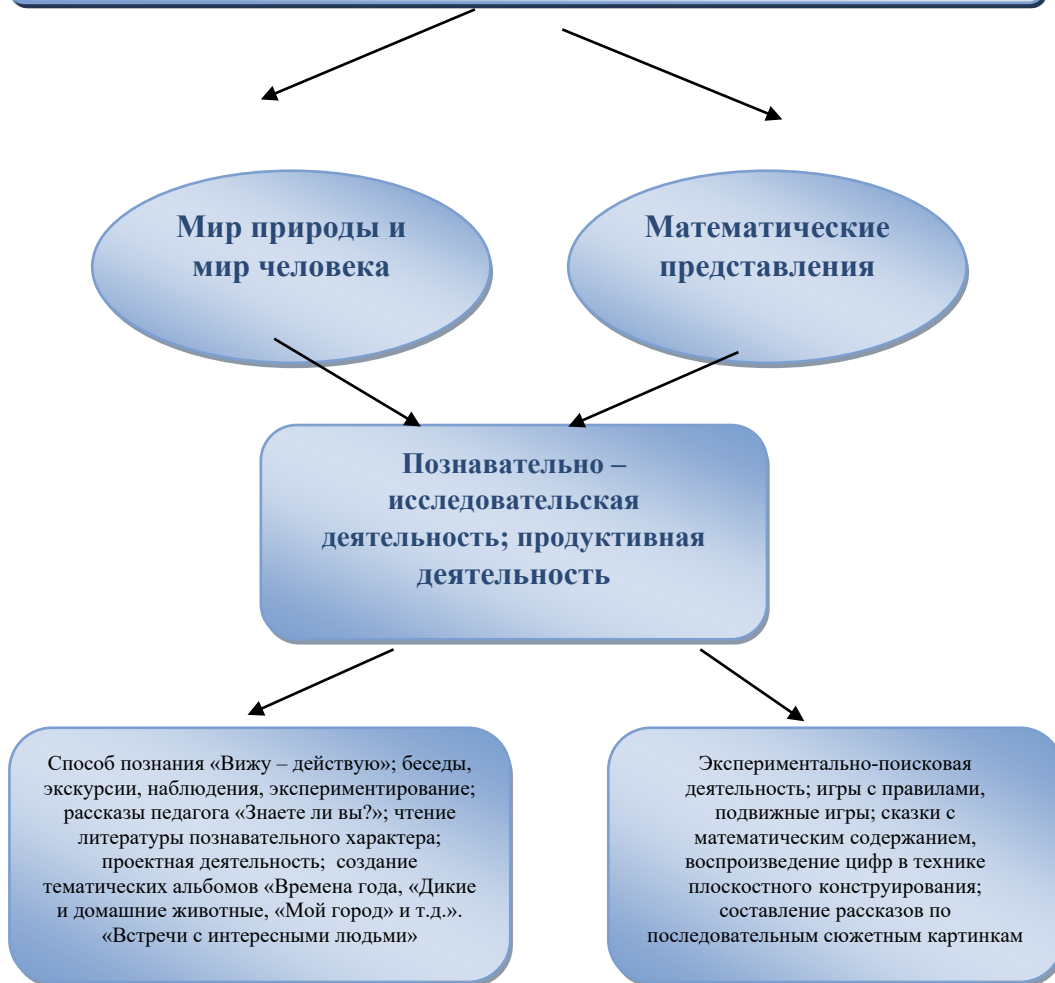 Мир природы и
мир человека
Математические
представления
Познавательно –
исследовательская
деятельность; продуктивная
деятельность
Способ познания «Вижу – действую»; беседы,
экскурсии, наблюдения, экспериментирование;
рассказы педагога «Знаете ли вы?»; чтение
литературы познавательного характера;
проектная деятельность; создание
тематических альбомов «Времена года, «Дикие
и домашние животные, «Мой город» и т.д.».
«Встречи с интересными людьми»
Экспериментально-поисковая
деятельность; игры с правилами,
подвижные игры; сказки с
математическим содержанием,
воспроизведение цифр в технике
плоскостного конструирования;
составление рассказов по
последовательным сюжетным картинкам